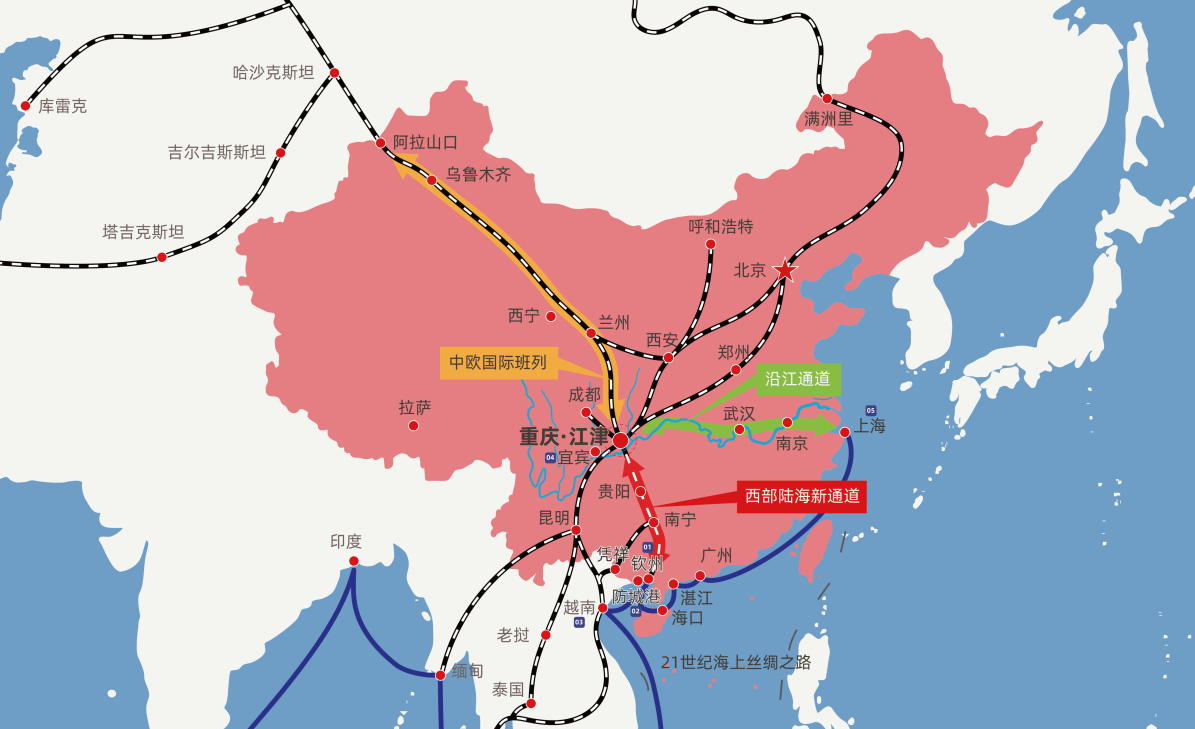 哈沙克斯坦
库雷克
满洲里
阿拉山口
吉尔吉斯斯坦
乌鲁木齐
塔吉克斯坦
呼和浩特
北京
西宁
兰州
西安
郑州
中欧国际班列
沿江通道
成都
拉萨
武汉
05
上海
重庆·江津
南京
04
宜宾
贵阳
西部陆海新通道
昆明
南宁
印度
01
凭祥
钦州
广州
防城港
湛江
越南
02
海口
03
老挝
21世纪海上丝绸之路
缅甸
泰国